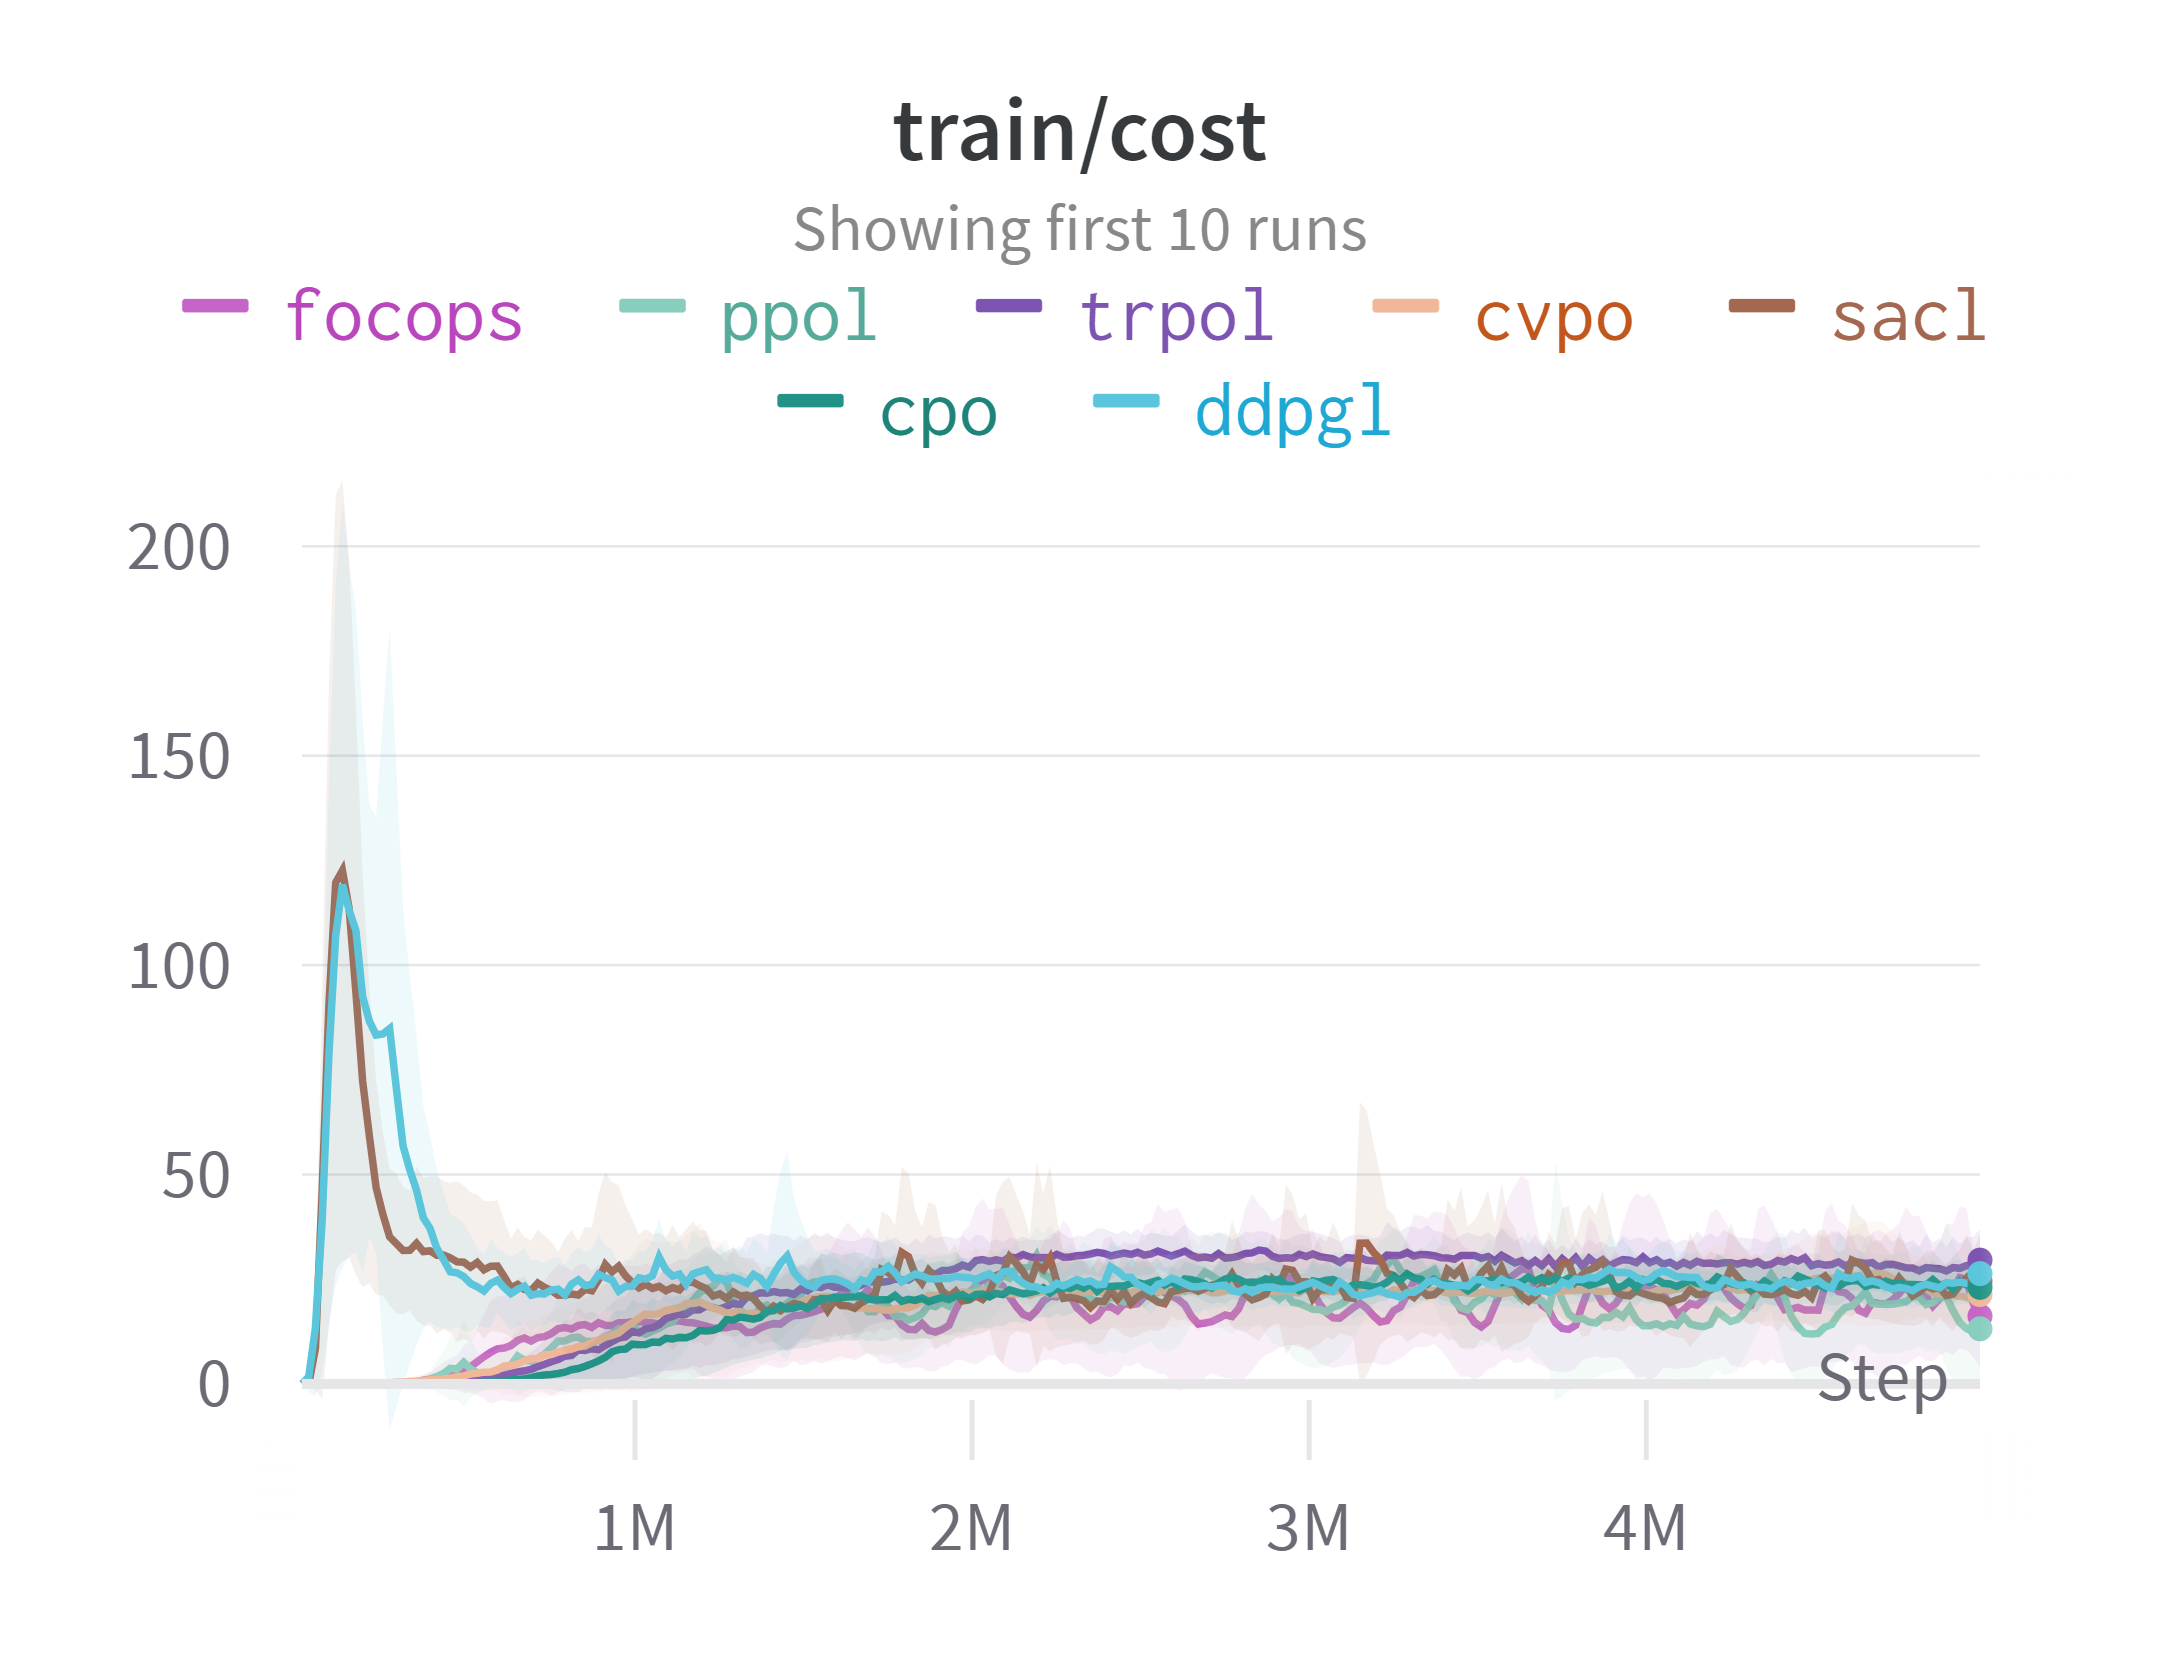 train/cost
Showing first 10 runs
focops ppol trpol cvpo sacl
cpo ddpgl
200
150
100
50
0
Step
1M 2M 3M 4M